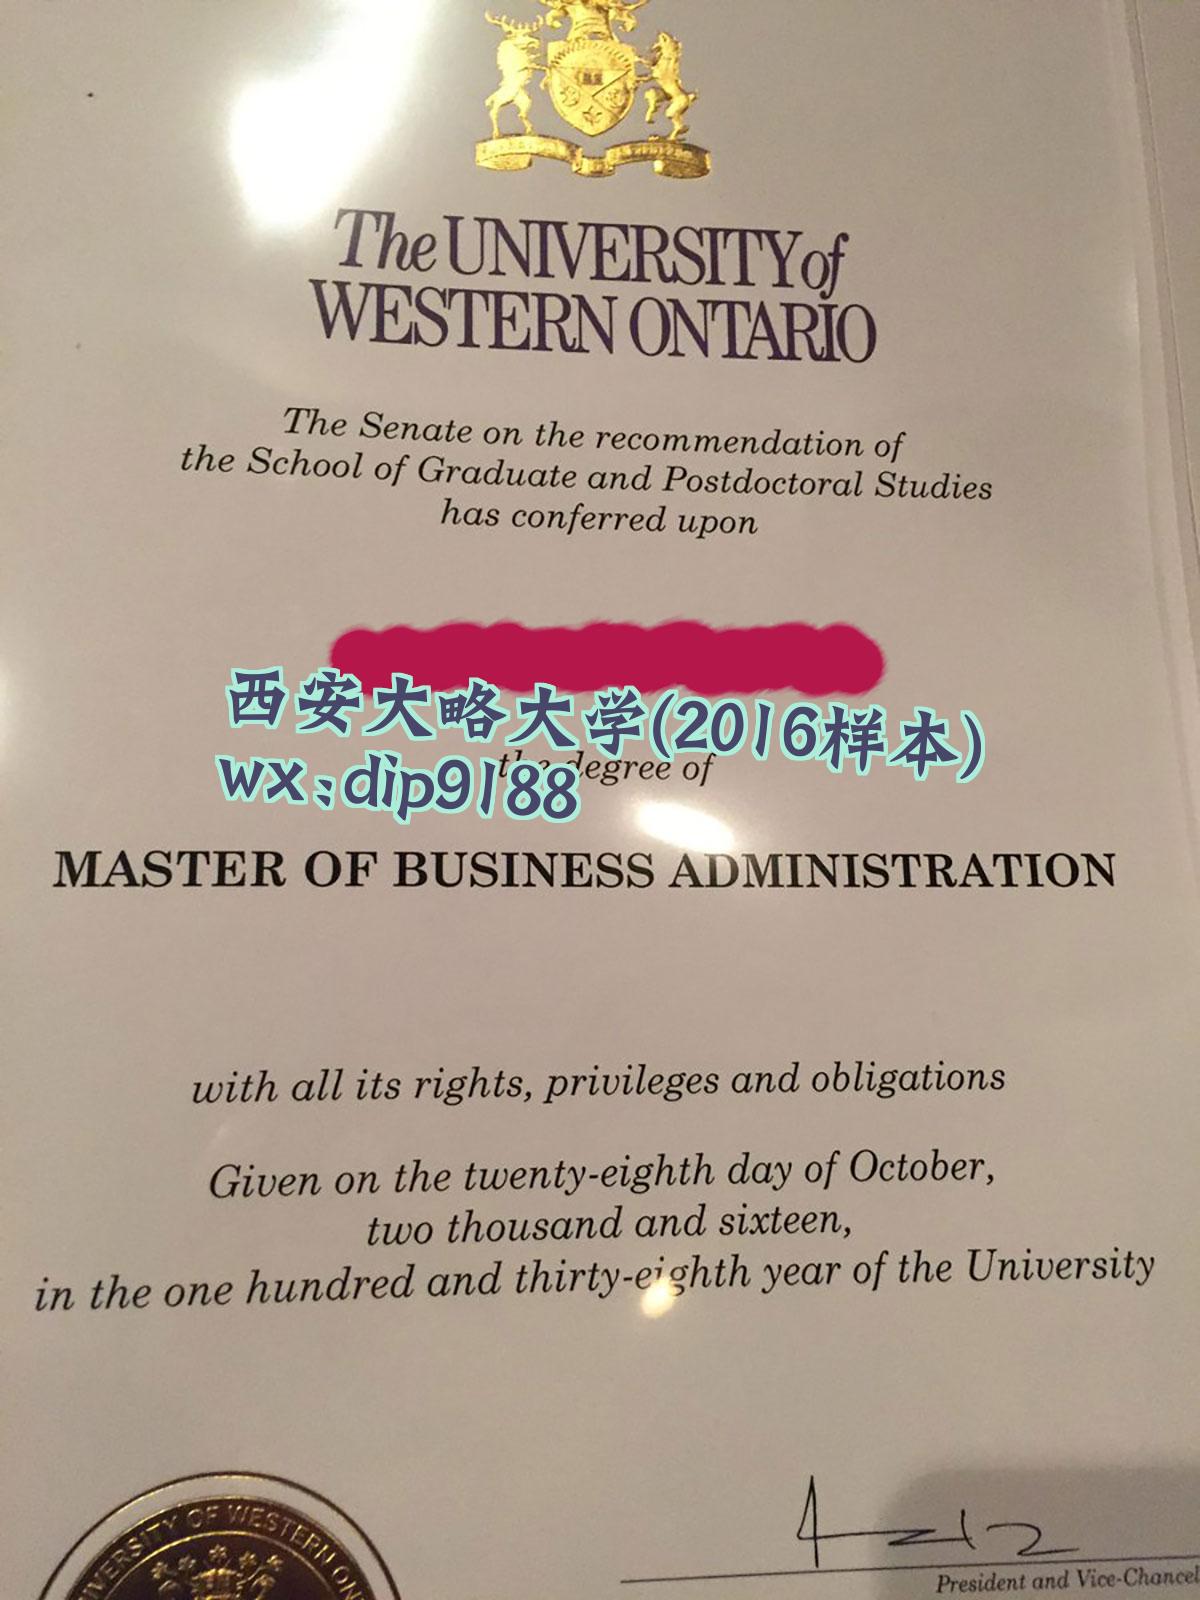 The UNIVERSITY of
WESTERN ONTARIO
The Senate on the recommendation of
the School of Graduate and Postdoctoral Studies
has conferred upon
西安大略大学(2016样本)
wx:dip9188
the degree of
MASTER OF BUSINESS ADMINISTRATION
with all its rights, privileges and obligations
Given on the twenty-eighth day of October,
two thousand and sixteen,
in the one hundred and thirty-eighth year of the University
UNIVERSITY OF WESTERN ON
President and Vice-Chancel